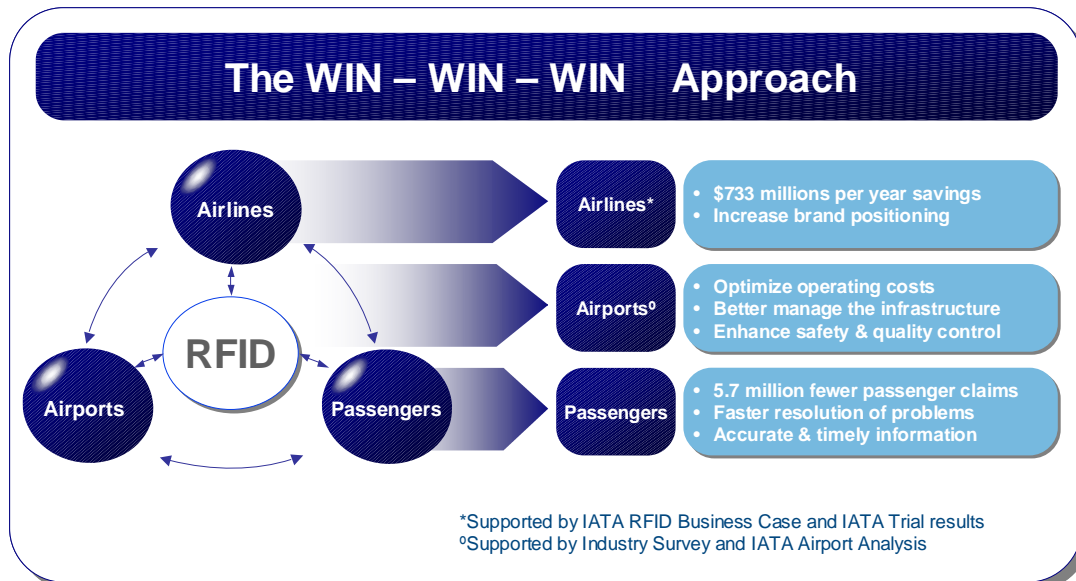 The WIN – WIN – WIN Approach
Airlines
RFID
Airports
Passengers
Airlines*
• $733 millions per year savings
• Increase brand positioning
Airports⁰
• Optimize operating costs
• Better manage the infrastructure
• Enhance safety & quality control
Passengers
• 5.7 million fewer passenger claims
• Faster resolution of problems
• Accurate & timely information
*Supported by IATA RFID Business Case and IATA Trial results
⁰Supported by Industry Survey and IATA Airport Analysis